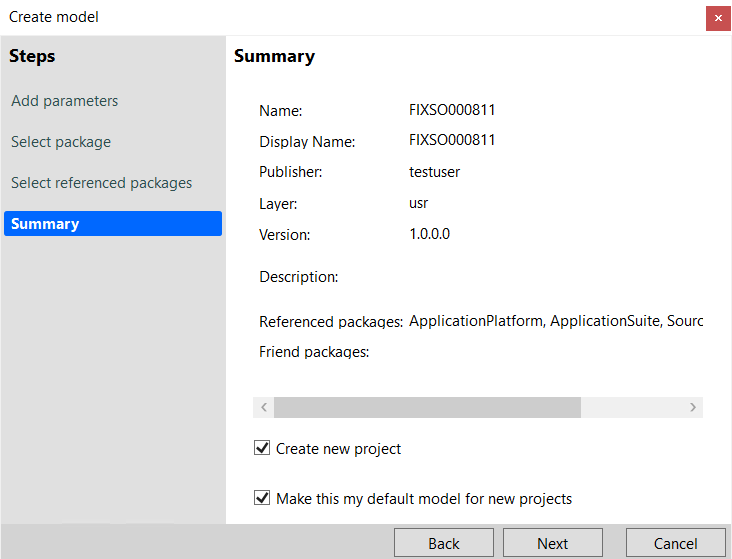 Create model
Steps
Add parameters
Select package
Select referenced packages
Summary
Summary
Name: FIXSO000811
Display Name: FIXSO000811
Publisher: testuser
Layer: usr
Version: 1.0.0.0
Description:
Referenced packages: ApplicationPlatform, ApplicationSuite, Sourc
Friend packages:
Create new project
Make this my default model for new projects
Back Next Cancel